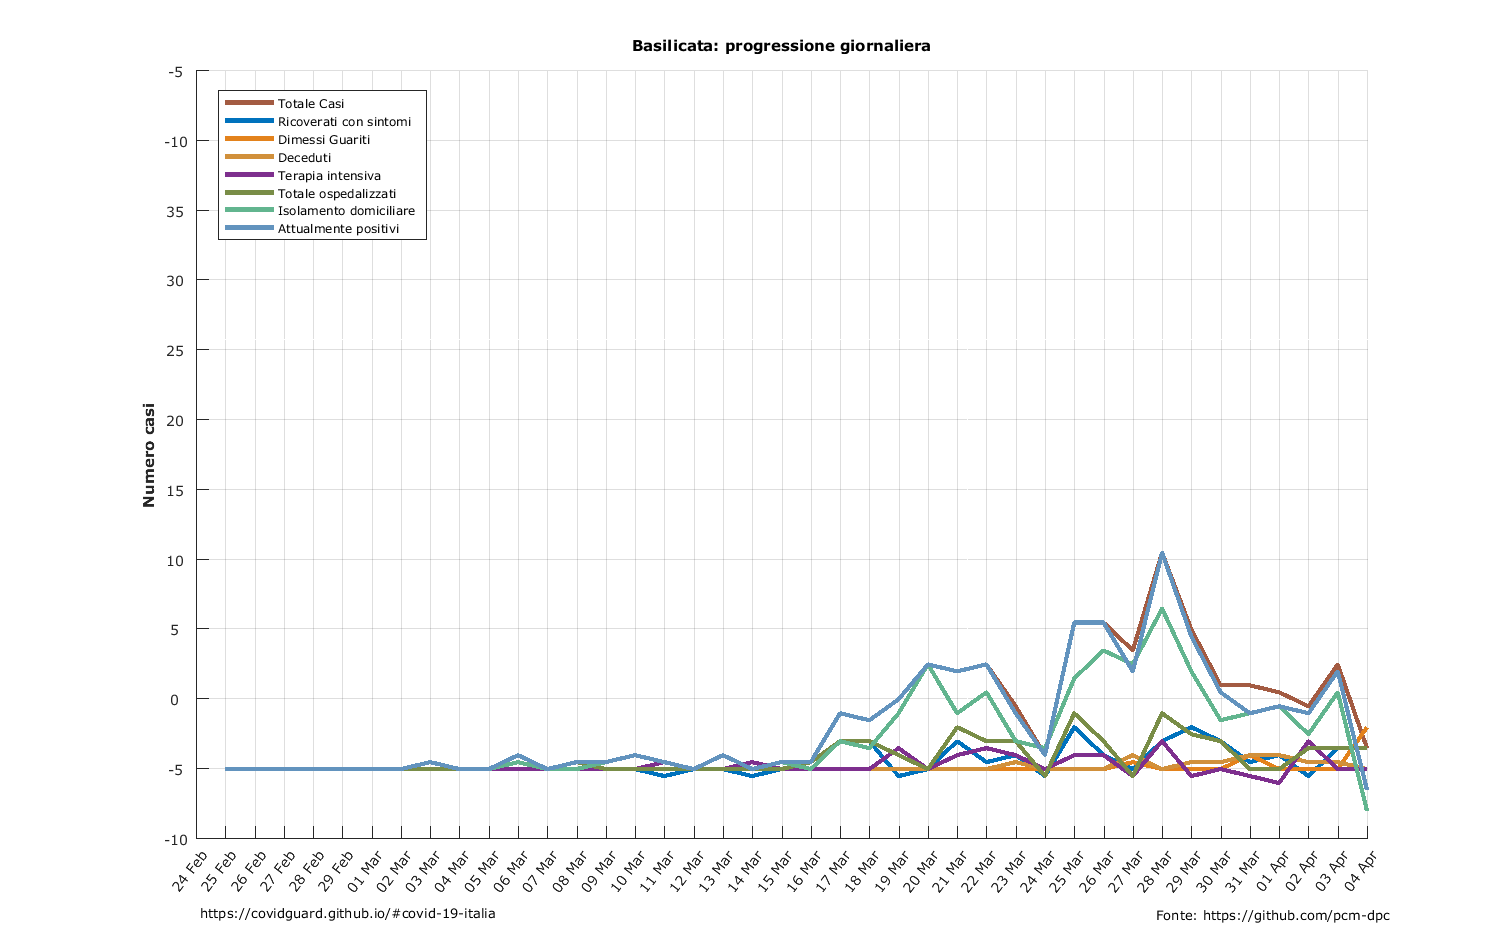 Basilicata: progressione giornaliera
-5
-10
35
30
25
20
15
10
5
0
-5
-10
Numero casi
Totale Casi
Ricoverati con sintomi
Dimessi Guariti
Deceduti
Terapia intensiva
Totale ospedalizzati
Isolamento domiciliare
Attualmente positivi
24 Feb
25 Feb
26 Feb
27 Feb
28 Feb
29 Feb
01 Mar
02 Mar
03 Mar
04 Mar
05 Mar
06 Mar
07 Mar
08 Mar
09 Mar
10 Mar
11 Mar
12 Mar
13 Mar
14 Mar
15 Mar
16 Mar
17 Mar
18 Mar
19 Mar
20 Mar
21 Mar
22 Mar
23 Mar
24 Mar
25 Mar
26 Mar
27 Mar
28 Mar
29 Mar
30 Mar
31 Mar
01 Apr
02 Apr
03 Apr
04 Apr
https://covidguard.github.io/#covid-19-italia
Fonte: https://github.com/pcm-dpc